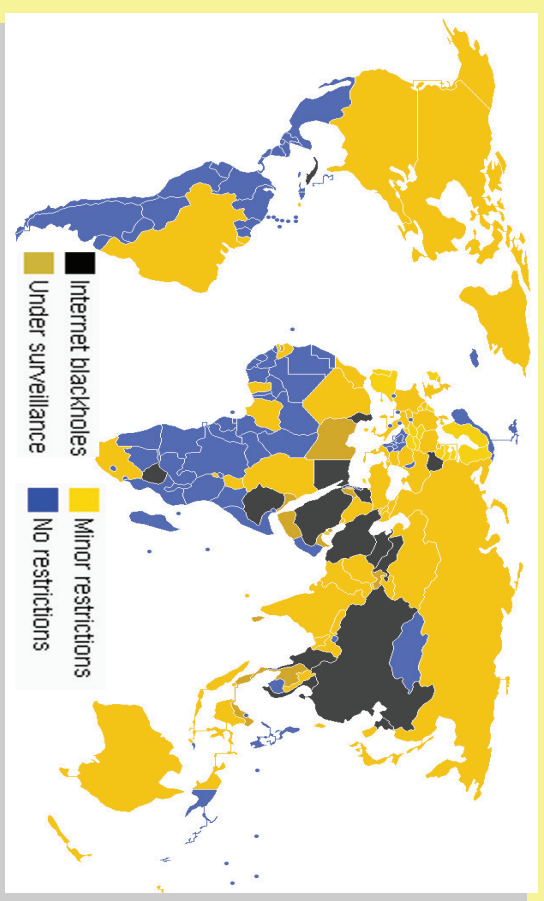 Internet blackholes
Under surveillance
Minor restrictions
No restrictions